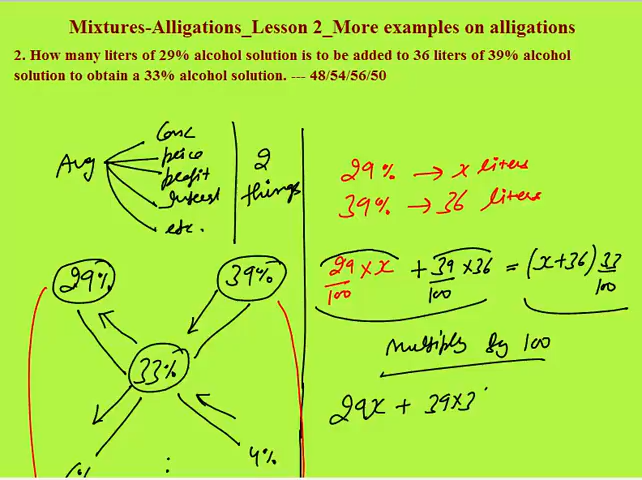 Mixtures-Alligations_Lesson 2_More examples on alligations
2. How many liters of 29% alcohol solution is to be added to 36 liters of 39% alcohol
solution to obtain a 33% alcohol solution. --- 48/54/56/50
Avg
Conc
price
profit
Interest
etc.
2
things
29% → x liters
39% → 36 liters
29/100 × x + 39/100 × 36 = (x+36) 33/100
Multiply by 100
29x + 39×3
29%
39%
33%
4%
: